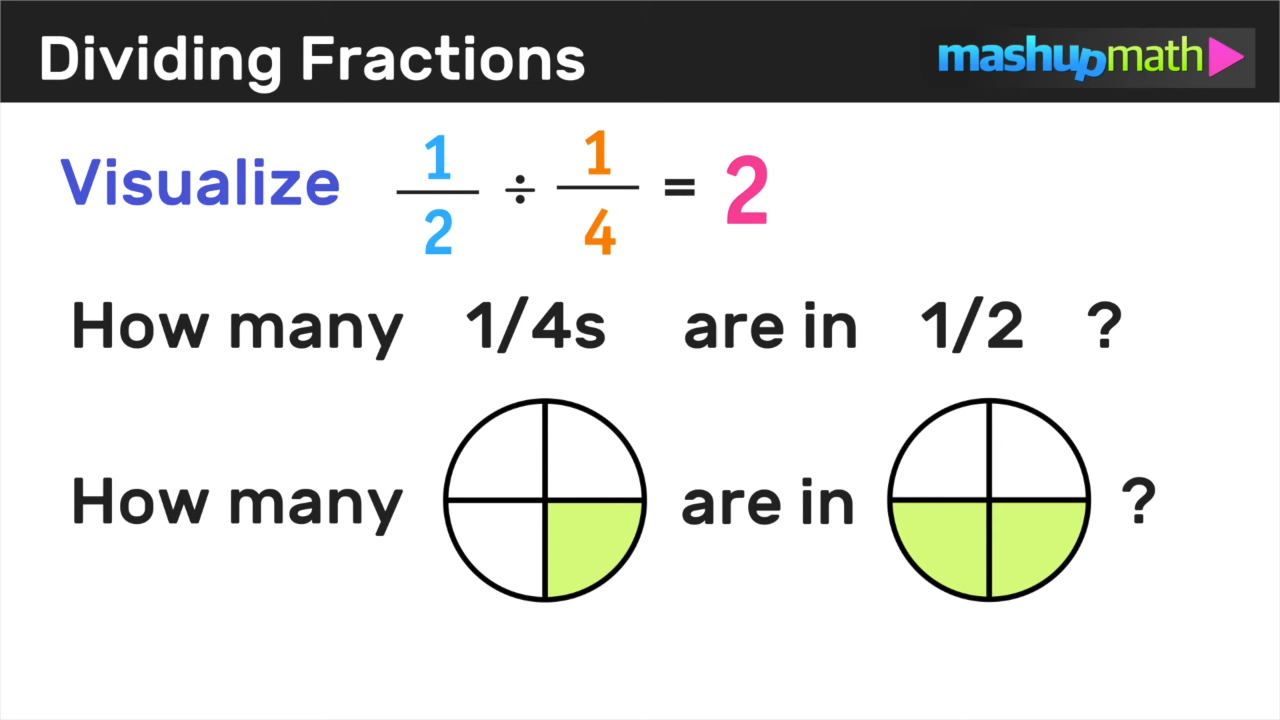 Dividing Fractions
mashupmath
Visualize 1/2 ÷ 1/4 = 2
How many 1/4s are in 1/2 ?
How many are in ?